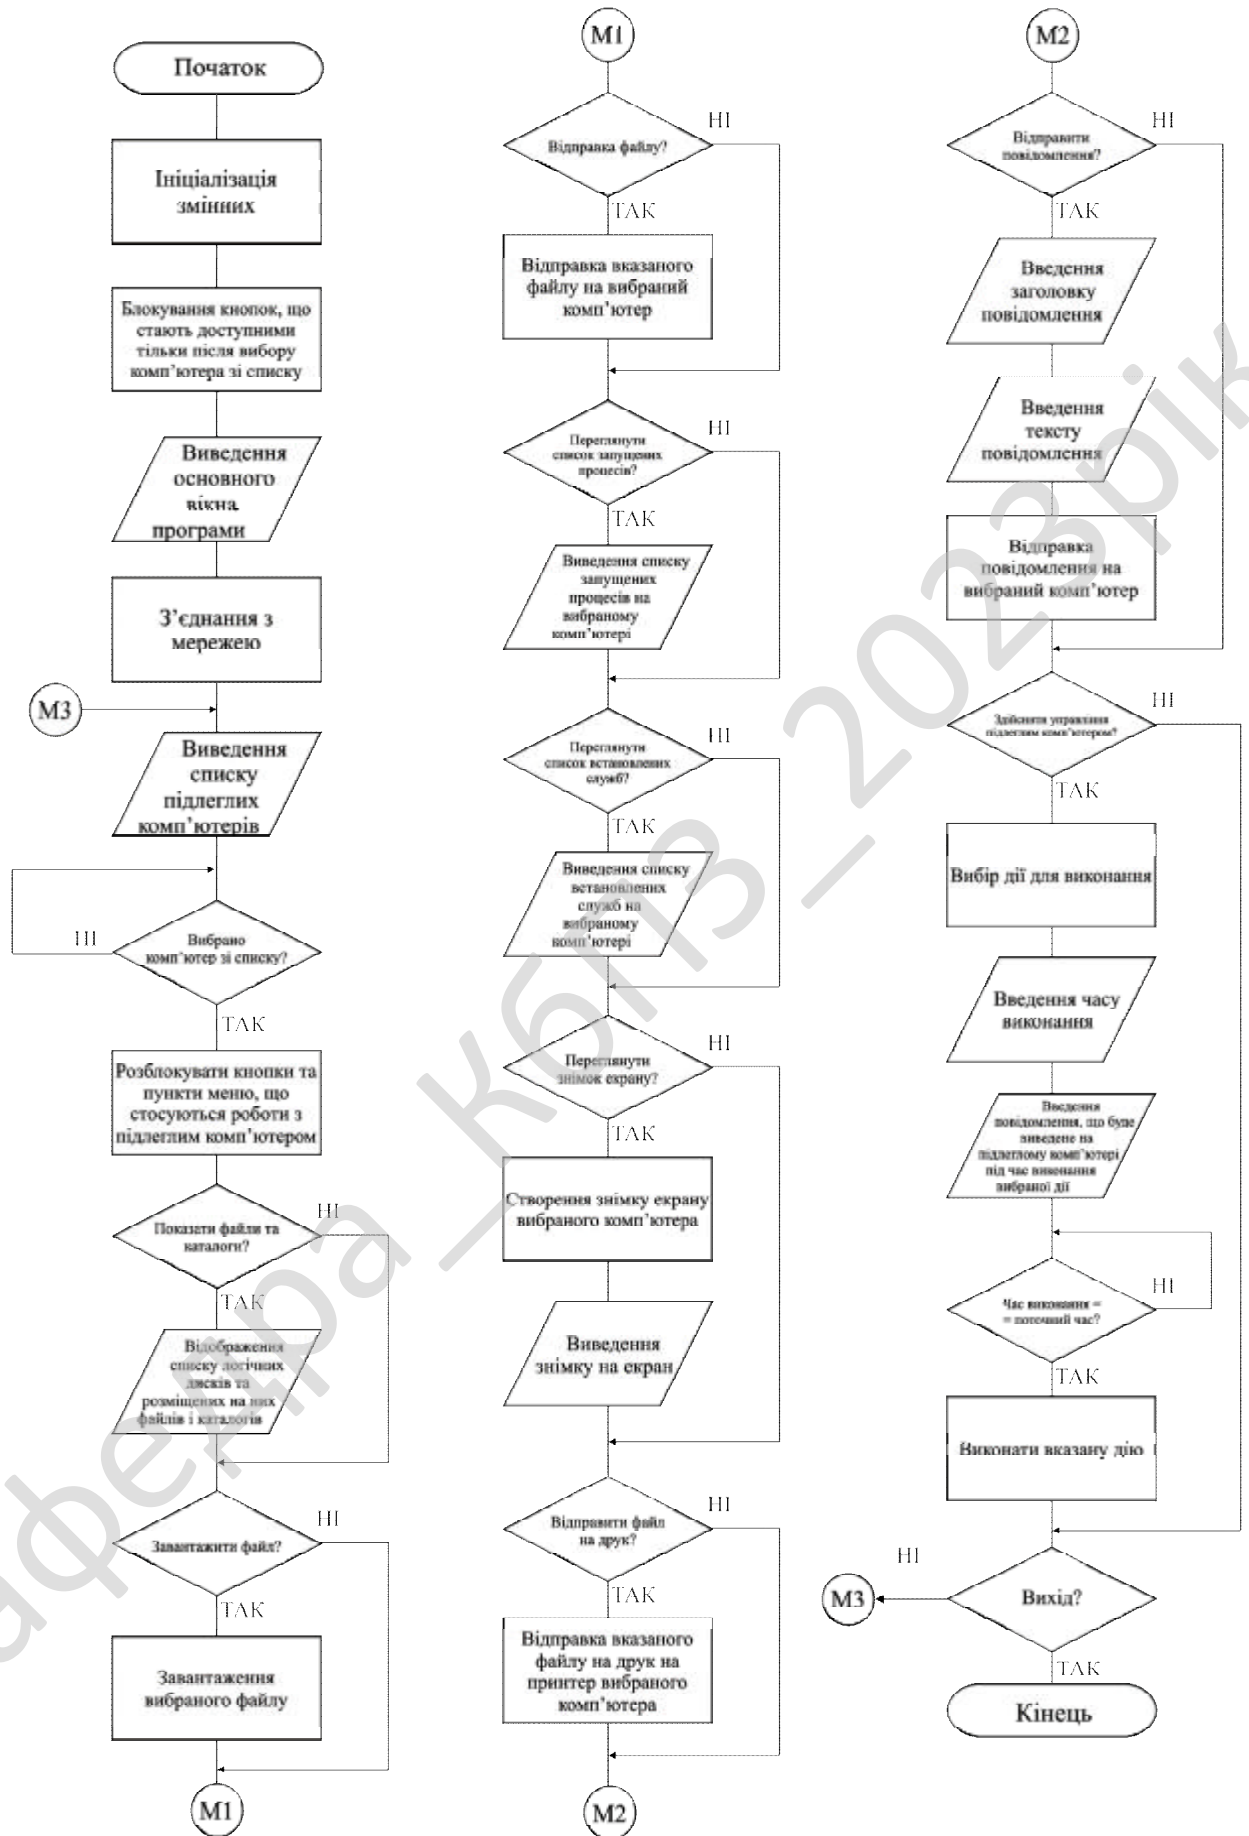 Початок
Ініціалізація
змінних
Блокування кнопок, що
стають доступними
тільки після вибору
комп’ютера зі списку
Виведення
основного
вікна
програми
З’єднання з
мережею
М3
Виведення
списку
підлеглих
комп’ютерів
НІ
Вибрано
комп’ютер зі списку?
ТАК
Розблокувати кнопки та
пункти меню, що
стосуються роботи з
підлеглим комп’ютером
НІ
Показати файли та
каталоги?
ТАК
Відображення
списку логічних
дисків та
розміщених на них
файлів і каталогів
НІ
Завантажити файл?
ТАК
Завантаження
вибраного файлу
М1
М1
НІ
Відправка файлу?
ТАК
Відправка вказаного
файлу на вибраний
комп’ютер
НІ
Переглянути
список запущених
процесів?
ТАК
Виведення списку
запущених
процесів на
вибраному
комп’ютері
НІ
Переглянути
список встановлених
служб?
ТАК
Виведення списку
встановлених
служб на
вибраному
комп’ютері
НІ
Переглянути
знімок екрану?
ТАК
Створення знімку екрану
вибраного комп’ютера
Виведення
знімку на екран
НІ
Відправити файл
на друк?
ТАК
Відправка вказаного
файлу на друк на
принтер вибраного
комп’ютера
М2
М2
НІ
Відправити
повідомлення?
ТАК
Введення
заголовку
повідомлення
Введення
тексту
повідомлення
Відправка
повідомлення на
вибраний комп’ютер
НІ
Здійснити управління
підлеглим комп’ютером?
ТАК
Вибір дії для виконання
Введення часу
виконання
Введення
повідомлення, що буде
виведене на
підлеглому комп’ютері
під час виконання
вибраної дії
НІ
Час виконання =
= поточний час?
ТАК
Виконати вказану дію
НІ
М3
Вихід?
ТАК
Кінець
афедра_КбПЗ_2023рік